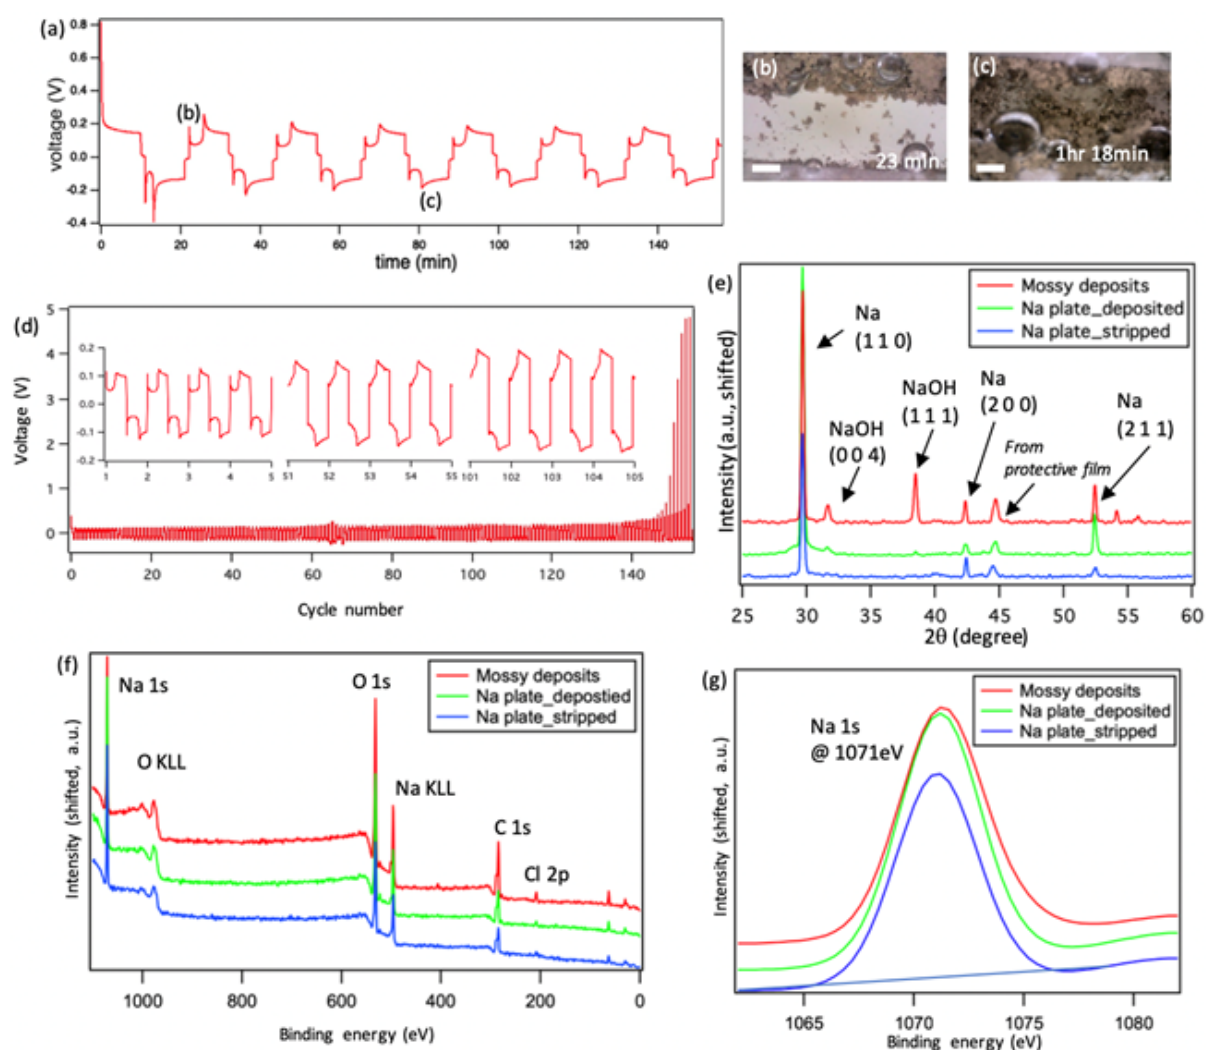 (a)
0.8
0.6
0.4
0.2
0.0
-0.2
-0.4
voltage (V)
(b)
(c)
0 20 40 60 80 100 120 140
time (min)
(b)
23 min
(c)
1hr 18min
(d)
5
4
3
2
1
0
Voltage (V)
0.2
0.1
0.0
-0.1
-0.2
1 2 3 4 5
51 52 53 54 55
101 102 103 104 105
0 20 40 60 80 100 120 140
Cycle number
(e)
Mossy deposits
Na plate_deposited
Na plate_stripped
Na
(1 1 0)
NaOH
(0 0 4)
NaOH
(1 1 1)
Na
(2 0 0)
From
protective film
Na
(2 1 1)
Intensity (a.u., shifted)
25 30 35 40 45 50 55 60
2θ (degree)
(f)
Mossy deposits
Na plate_depostied
Na plate_stripped
Na 1s
O KLL
O 1s
Na KLL
C 1s
Cl 2p
Intensity (shifted, a.u.)
1000 800 600 400 200 0
Binding energy (eV)
(g)
Mossy deposits
Na plate_deposited
Na plate_stripped
Na 1s
@ 1071eV
Intensity (shifted, a.u.)
1065 1070 1075 1080
Binding energy (eV)